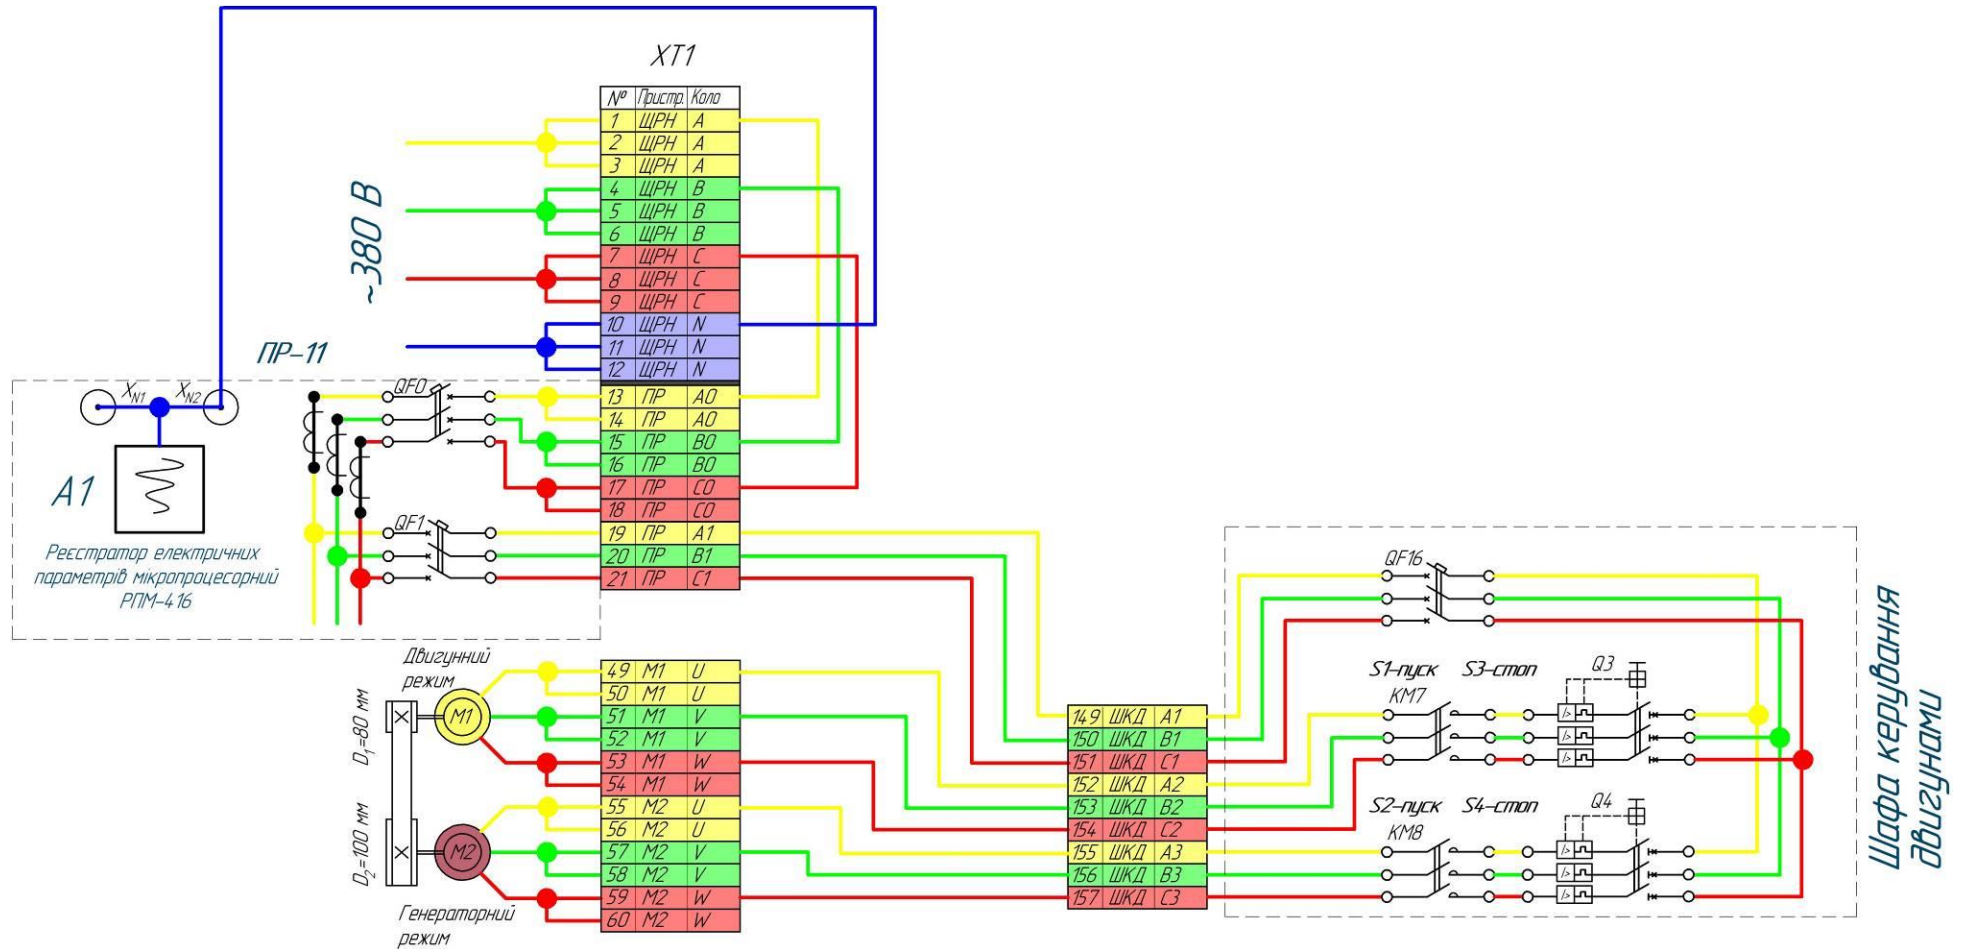 XT1
№ Пристр. Коло
1 ЩРН A
2 ЩРН A
3 ЩРН A
4 ЩРН B
5 ЩРН B
6 ЩРН B
7 ЩРН C
8 ЩРН C
9 ЩРН C
10 ЩРН N
11 ЩРН N
12 ЩРН N
13 ПР A0
14 ПР A0
15 ПР B0
16 ПР B0
17 ПР C0
18 ПР C0
19 ПР A1
20 ПР B1
21 ПР C1
~380 В
ПР-11
XN1 XN2
QF0
A1
QF1
Реєстратор електричних
параметрів мікропроцесорний
РПМ-416
Двигунний
режим
D1=80 мм
M1
D2=100 мм
M2
Генераторний
режим
49 M1 U
50 M1 U
51 M1 V
52 M1 V
53 M1 W
54 M1 W
55 M2 U
56 M2 U
57 M2 V
58 M2 V
59 M2 W
60 M2 W
149 ШКД A1
150 ШКД B1
151 ШКД C1
152 ШКД A2
153 ШКД B2
154 ШКД C2
155 ШКД A3
156 ШКД B3
157 ШКД C3
QF16
S1-пуск S3-стоп Q3
KM7
I>
I>
I>
S2-пуск S4-стоп Q4
KM8
I>
I>
I>
Шафа керування
двигунами